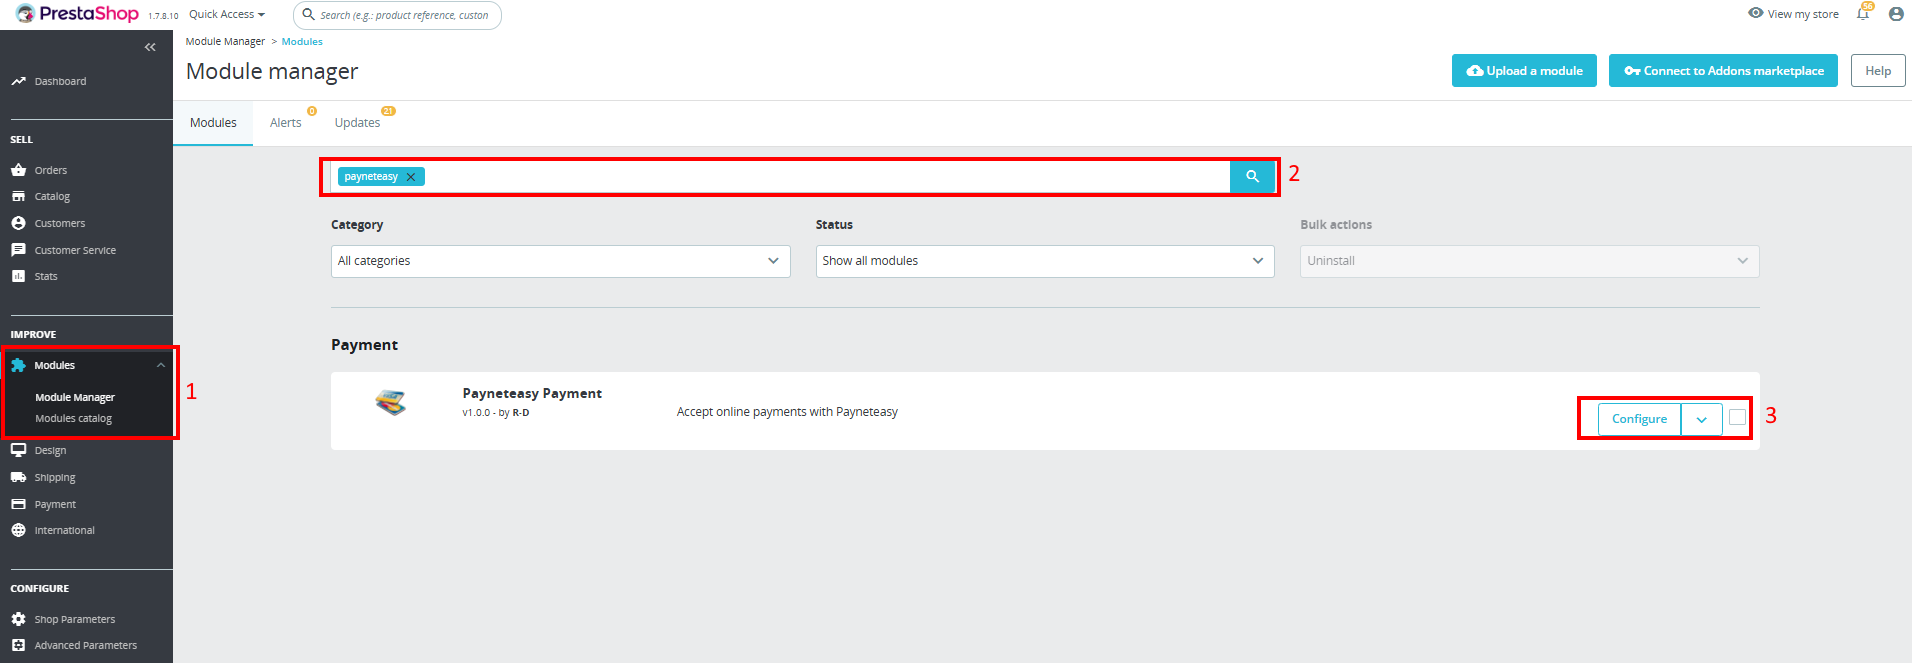 PrestaShop 1.7.8.10 Quick Access Search (e.g.: product reference, custon View my store 56
Module Manager > Modules
Module manager
Upload a module Connect to Addons marketplace Help
Modules Alerts 0 Updates 21
Dashboard
SELL
Orders
Catalog
Customers
Customer Service
Stats
IMPROVE
Modules
Module Manager
Modules catalog
1
Design
Shipping
Payment
International
CONFIGURE
Shop Parameters
Advanced Parameters
payneteasy 2
Category Status Bulk actions
All categories Show all modules Uninstall
Payment
Payneteasy Payment
v1.0.0 - by R-D
Accept online payments with Payneteasy
Configure 3